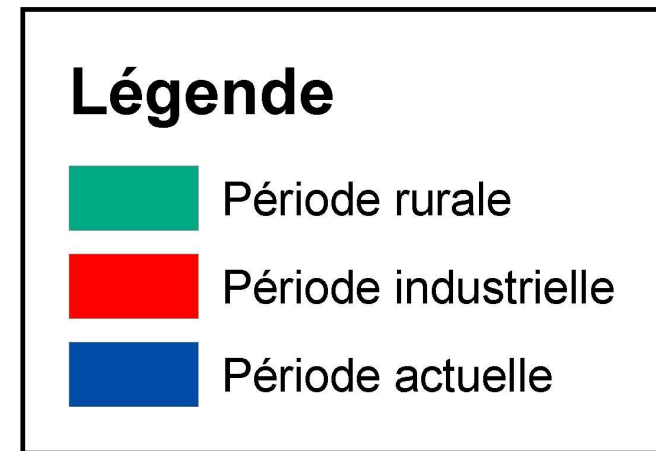 Légende
Période rurale
Période industrielle
Période actuelle